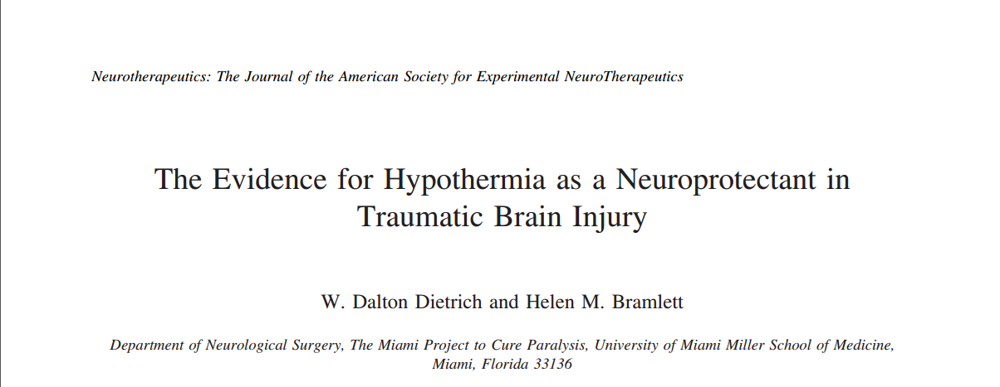 Neurotherapeutics: The Journal of the American Society for Experimental NeuroTherapeutics
The Evidence for Hypothermia as a Neuroprotectant in
Traumatic Brain Injury
W. Dalton Dietrich and Helen M. Bramlett
Department of Neurological Surgery, The Miami Project to Cure Paralysis, University of Miami Miller School of Medicine,
Miami, Florida 33136